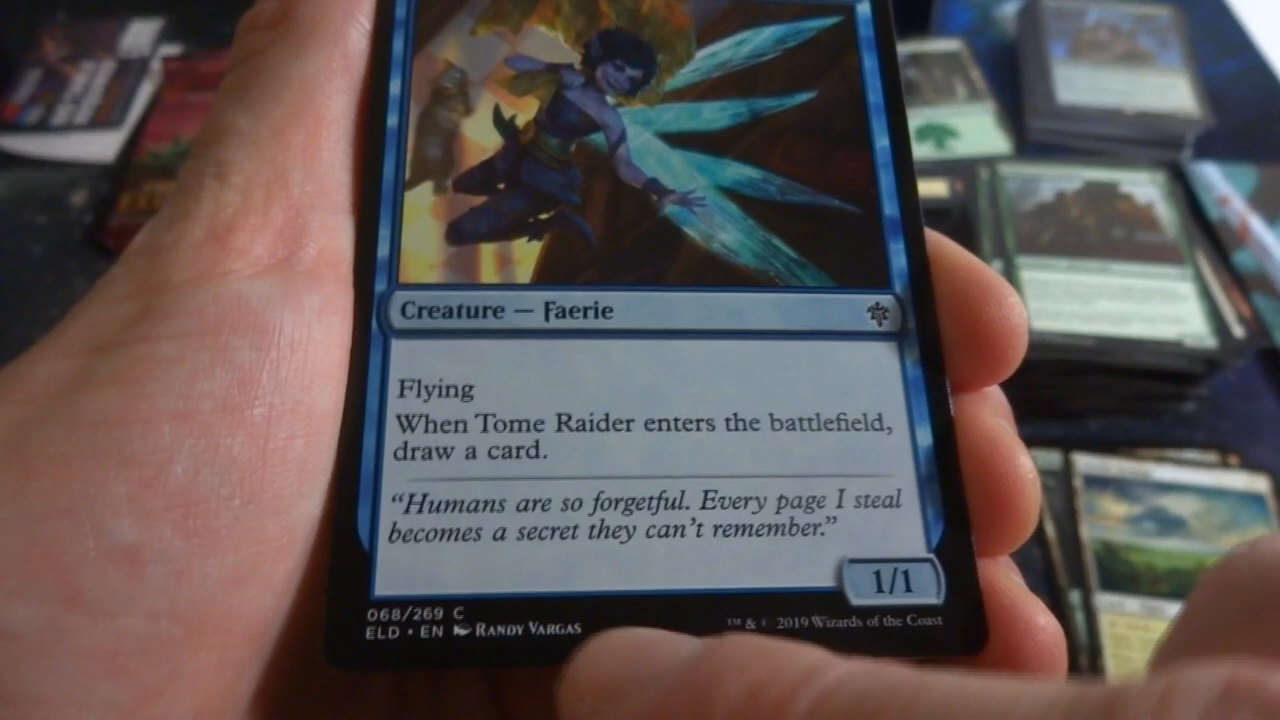 Creature — Faerie
Flying
When Tome Raider enters the battlefield,
draw a card.
“Humans are so forgetful. Every page I steal
becomes a secret they can’t remember.”
1/1
068/269 C
ELD • EN RANDY VARGAS
™ & © 2019 Wizards of the Coast